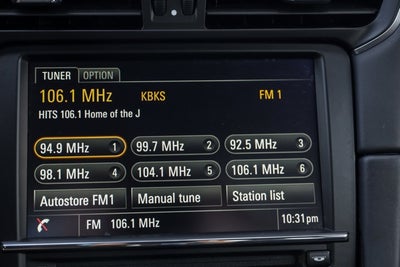 TUNER OPTION
106.1 MHz KBKS FM 1
HITS 106.1 Home of the J
94.9 MHz 1 99.7 MHz 2 92.5 MHz 3
98.1 MHz 4 104.1 MHz 5 106.1 MHz 6
Autostore FM1 Manual tune Station list
FM 106.1 MHz 10:31 pm